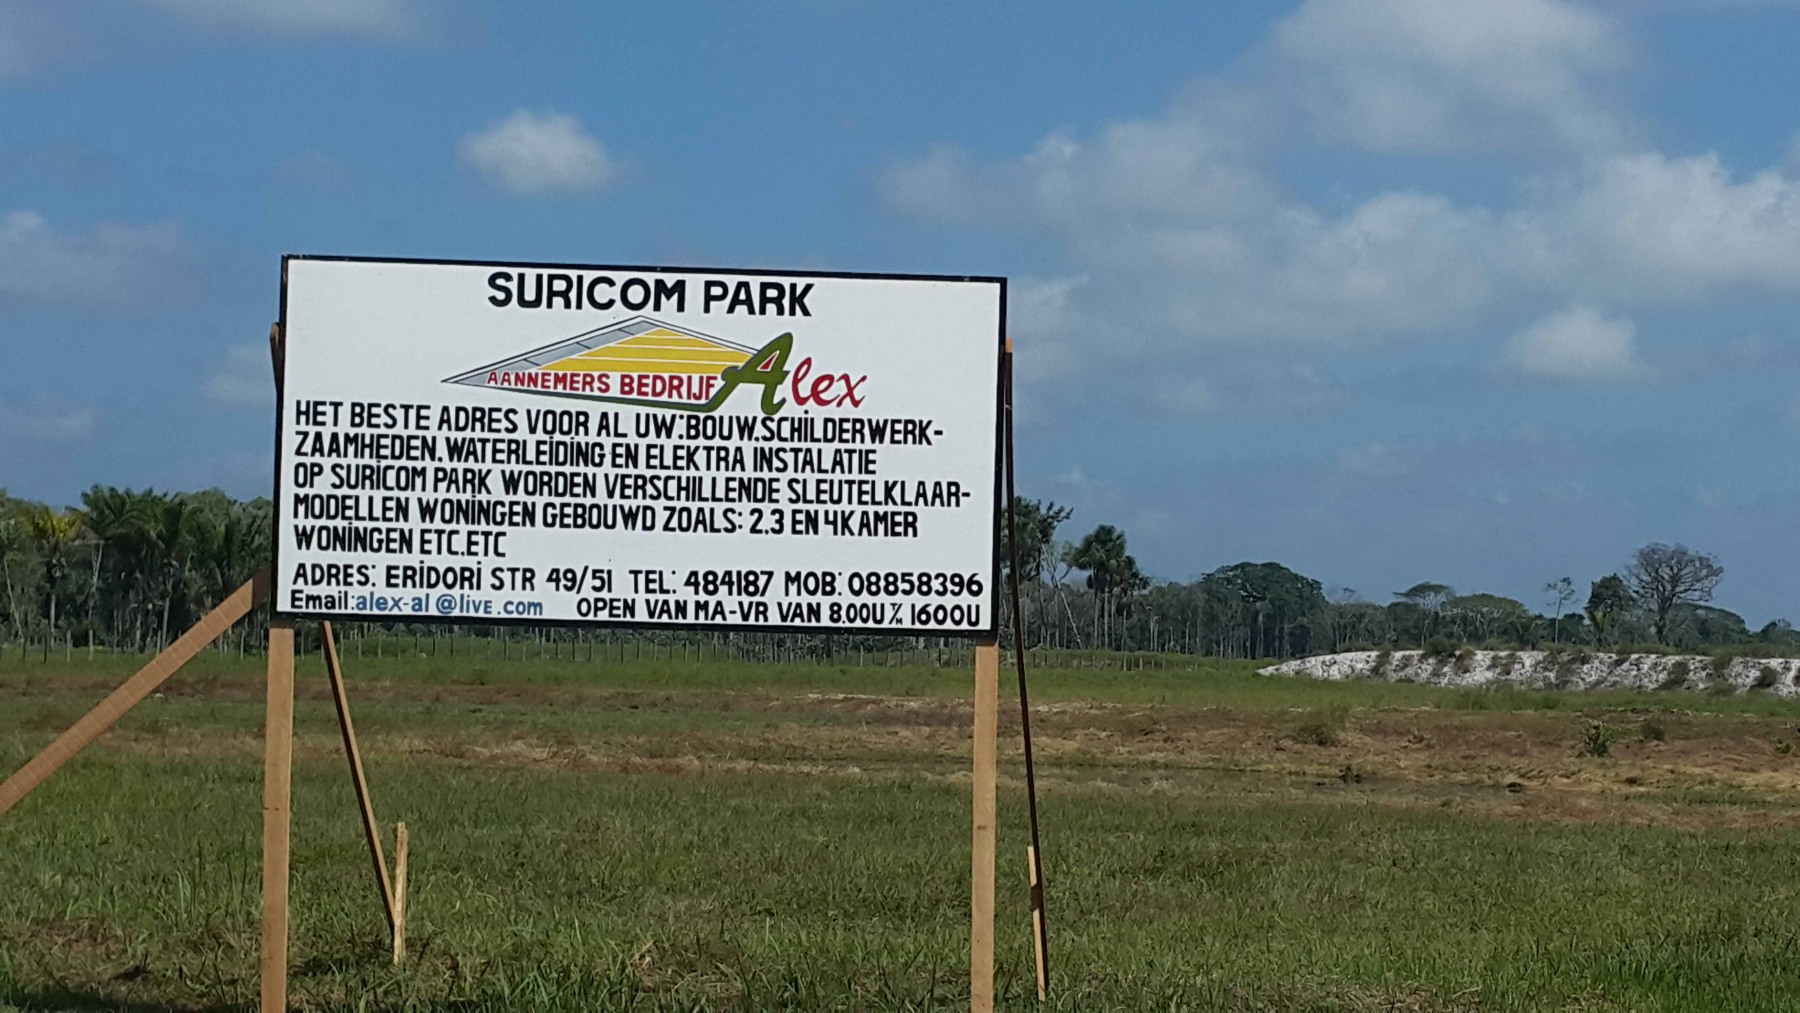 SURICOM PARK
AANNEMERS BEDRIJF Alex
HET BESTE ADRES VOOR AL UW:BOUW.SCHILDERWERK-
ZAAMHEDEN.WATERLEIDING EN ELEKTRA INSTALATIE
OP SURICOM PARK WORDEN VERSCHILLENDE SLEUTELKLAAR-
MODELLEN WONINGEN GEBOUWD ZOALS: 2.3 EN 4KAMER
WONINGEN ETC.ETC
ADRES: ERIDORI STR 49/51 TEL: 484187 MOB: 08858396
Email:alex-al@live.com OPEN VAN MA-VR VAN 8.00U T/M 1600U